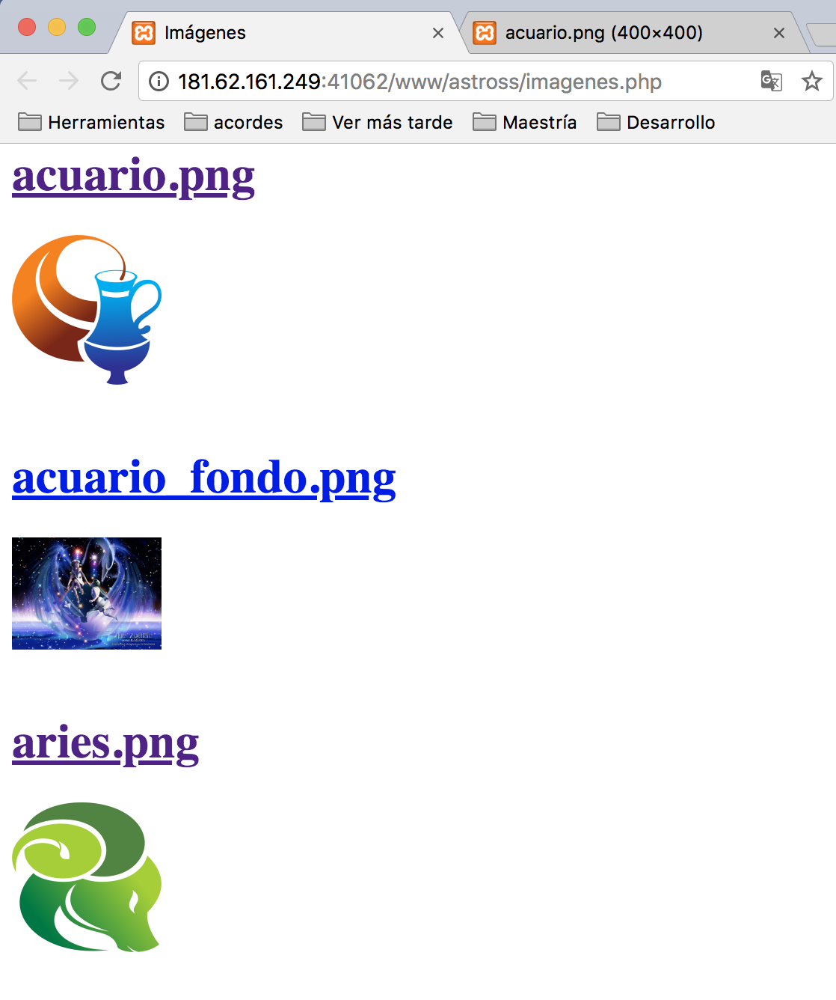 Imágenes
acuario.png (400×400)
181.62.161.249:41062/www/astross/imagenes.php
Herramientas acordes Ver más tarde Maestría Desarrollo
acuario.png
acuario_fondo.png
aries.png